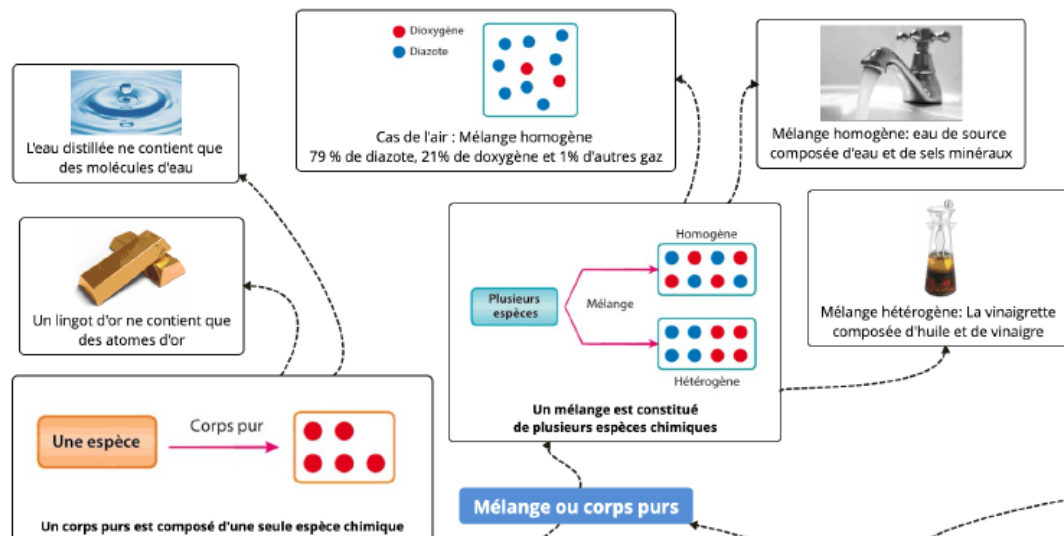 Dioxygène
Diazote
Cas de l'air : Mélange homogène
79 % de diazote, 21% de doxygène et 1% d'autres gaz
Mélange homogène: eau de source
composée d'eau et de sels minéraux
L'eau distillée ne contient que
des molécules d'eau
Un lingot d'or ne contient que
des atomes d'or
Homogène
Plusieurs
espèces
Mélange
Hétérogène
Un mélange est constitué
de plusieurs espèces chimiques
Mélange hétérogène: La vinaigrette
composée d'huile et de vinaigre
Une espèce
Corps pur
Un corps purs est composé d'une seule espèce chimique
Mélange ou corps purs